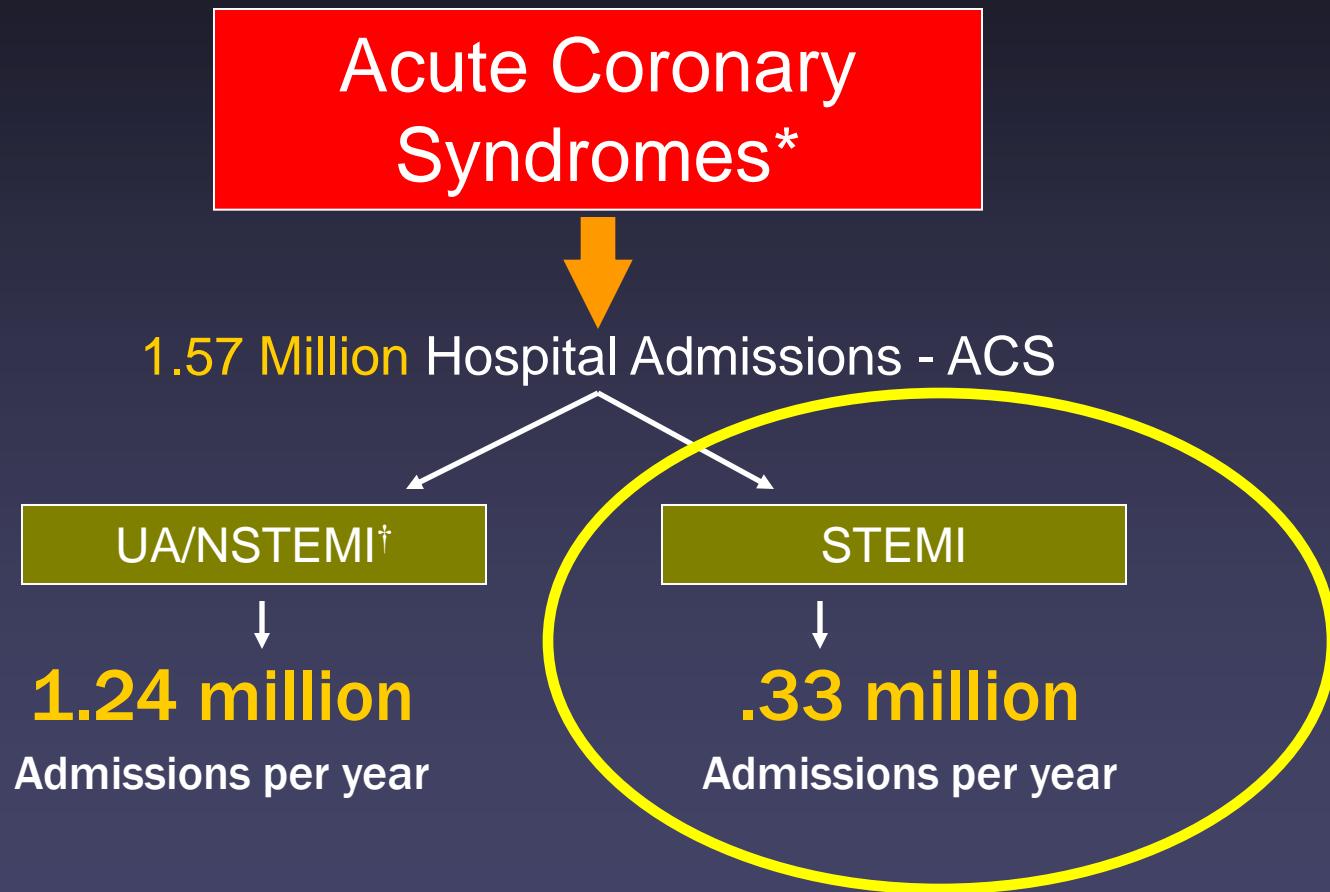 Acute Coronary
Syndromes*
1.57 Million Hospital Admissions - ACS
UA/NSTEMI†
STEMI
1.24 million
Admissions per year
.33 million
Admissions per year